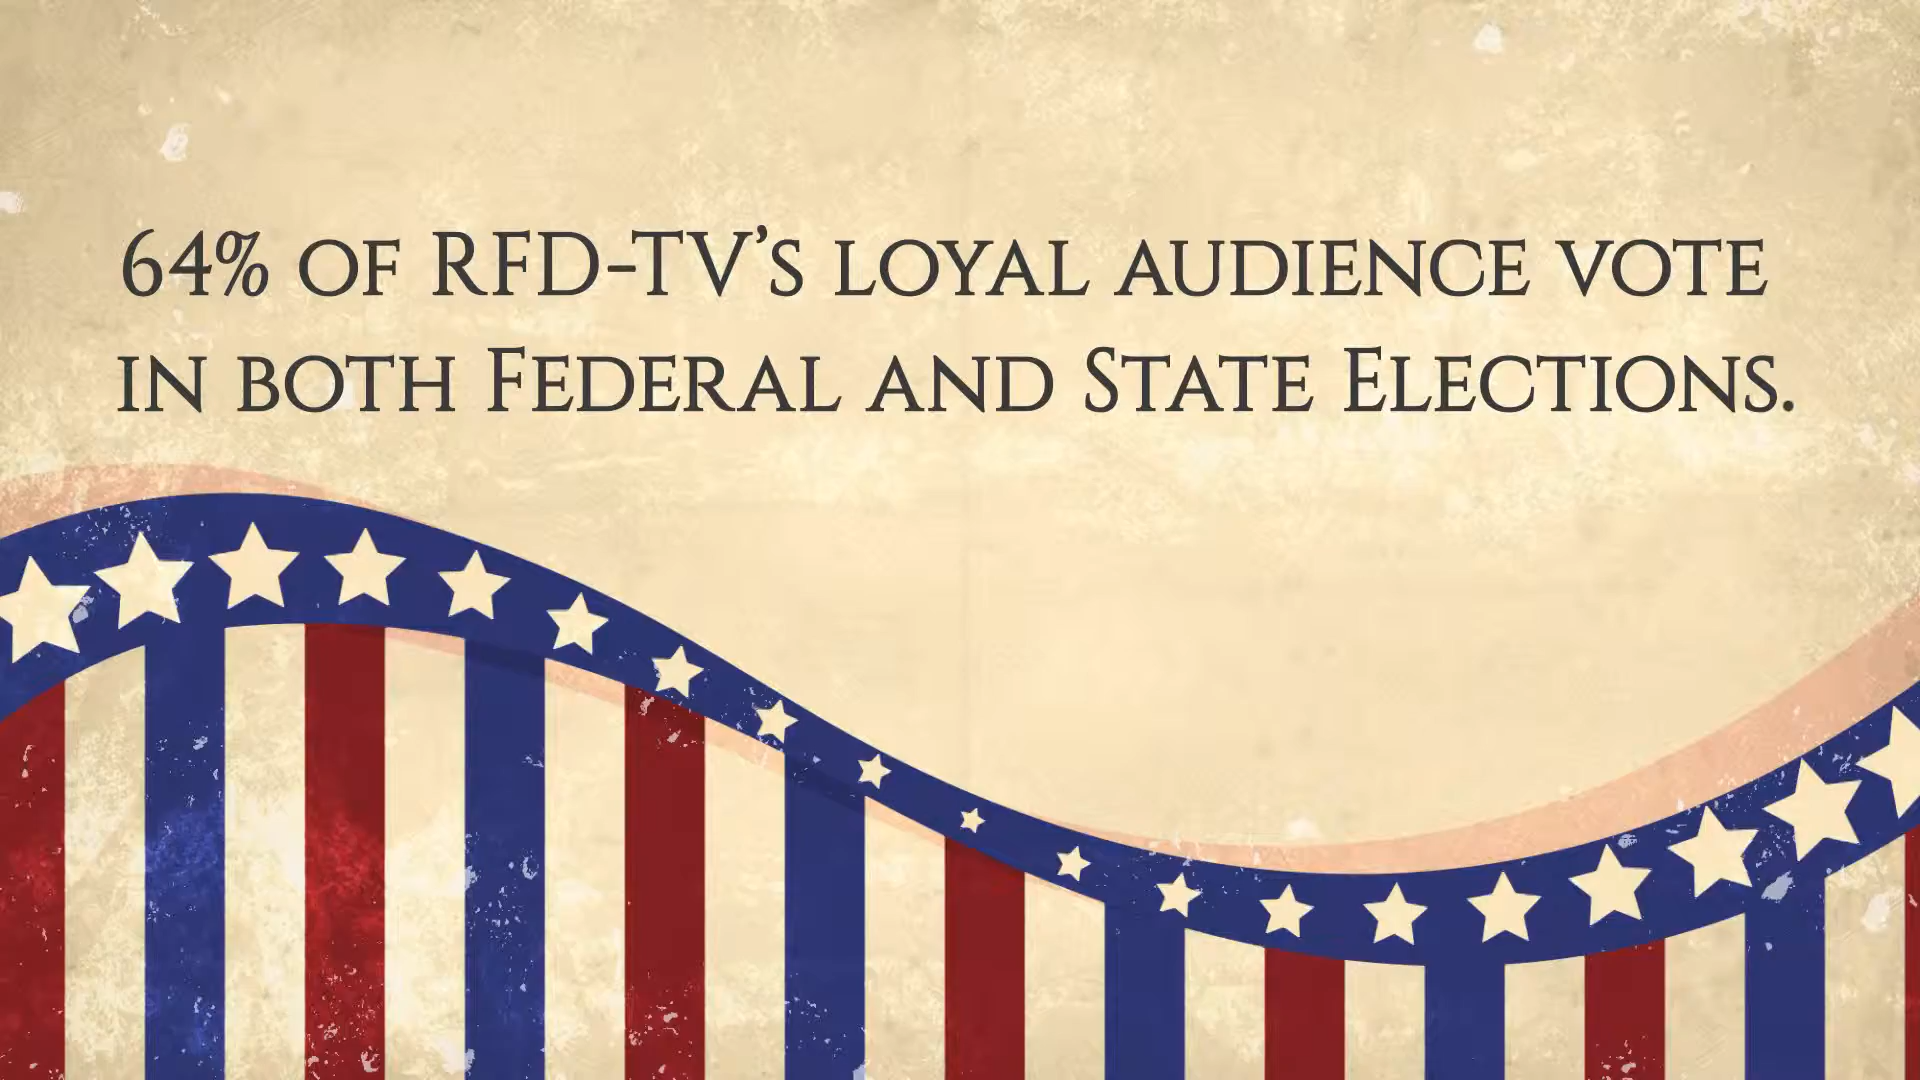 64% of RFD-TV’s loyal audience vote
in both Federal and State Elections.